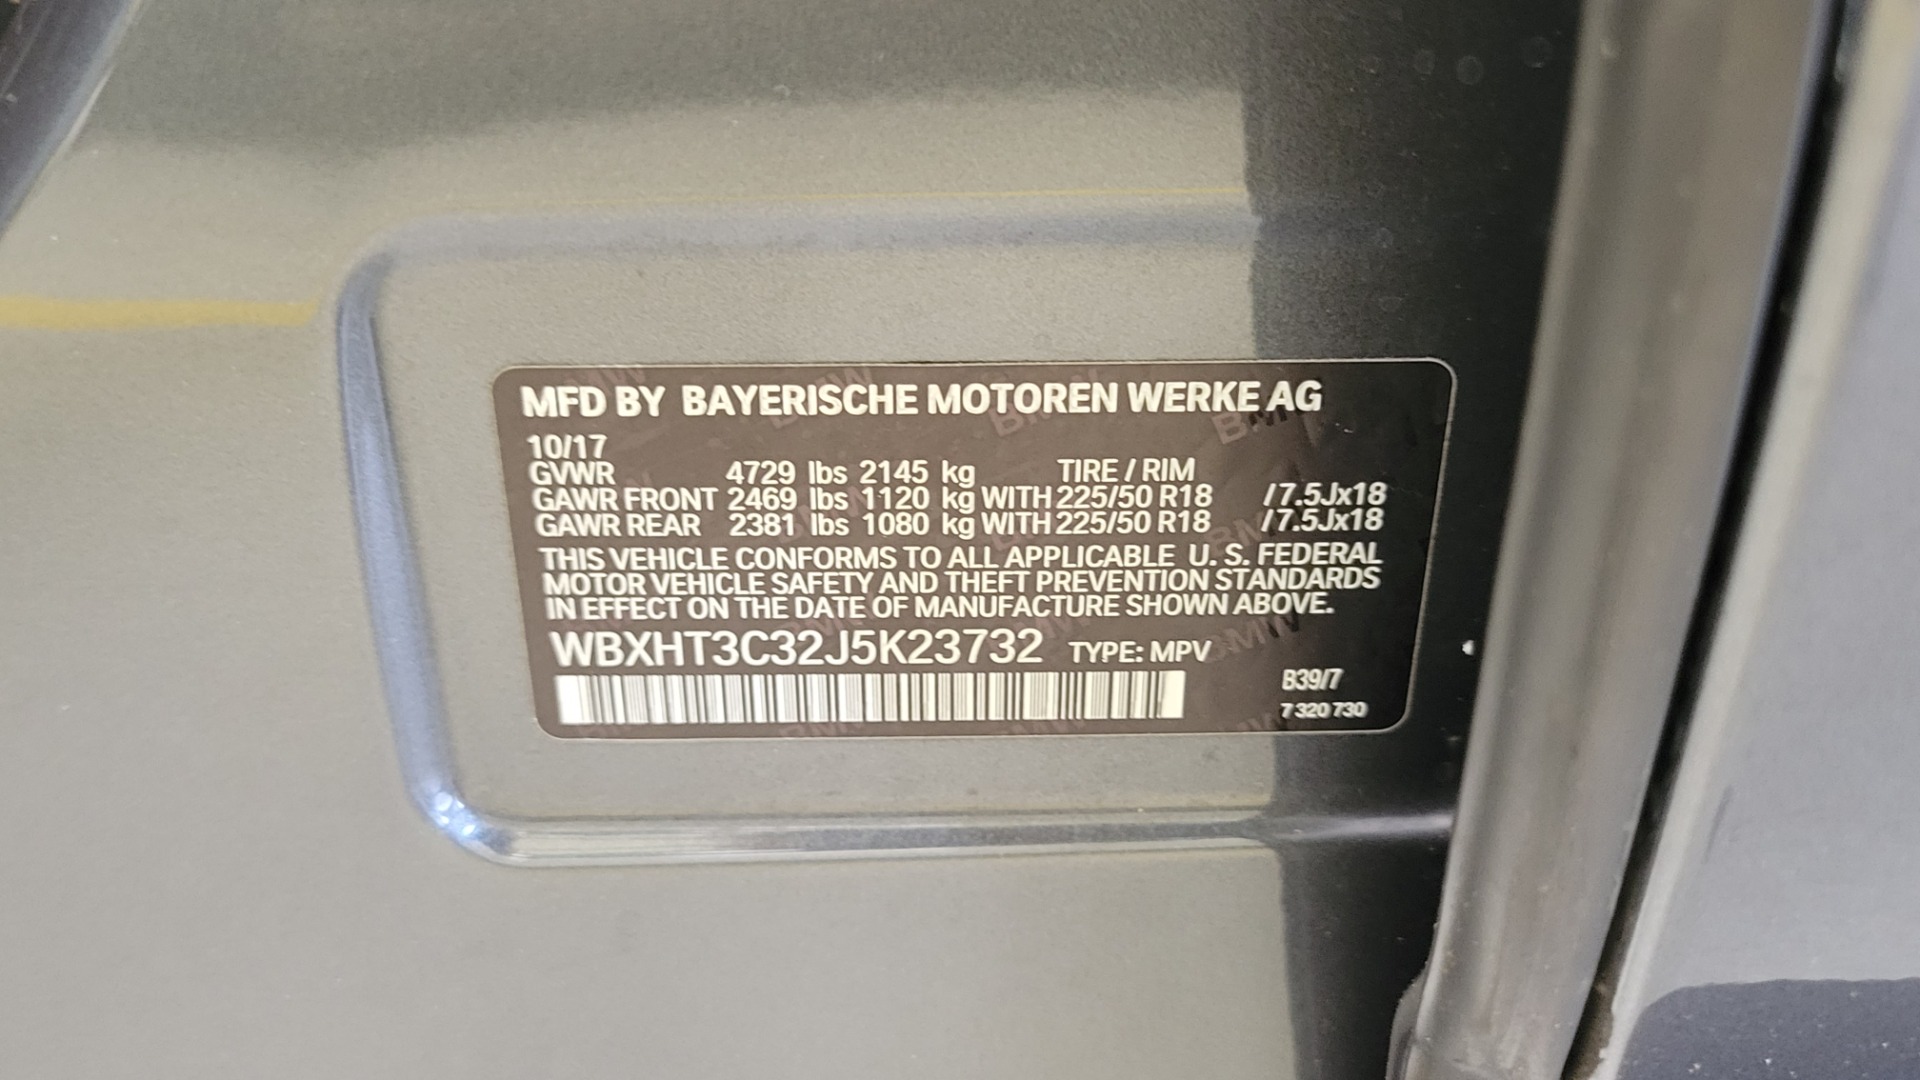 MFD BY BAYERISCHE MOTOREN WERKE AG
10/17
GVWR 4729 lbs 2145 kg TIRE / RIM
GAWR FRONT 2469 lbs 1120 kg WITH 225/50 R18 / 7.5Jx18
GAWR REAR 2381 lbs 1080 kg WITH 225/50 R18 / 7.5Jx18
THIS VEHICLE CONFORMS TO ALL APPLICABLE U. S. FEDERAL
MOTOR VEHICLE SAFETY AND THEFT PREVENTION STANDARDS
IN EFFECT ON THE DATE OF MANUFACTURE SHOWN ABOVE.
WBXHT3C32J5K23732 TYPE: MPV
B39/7
7 320 730